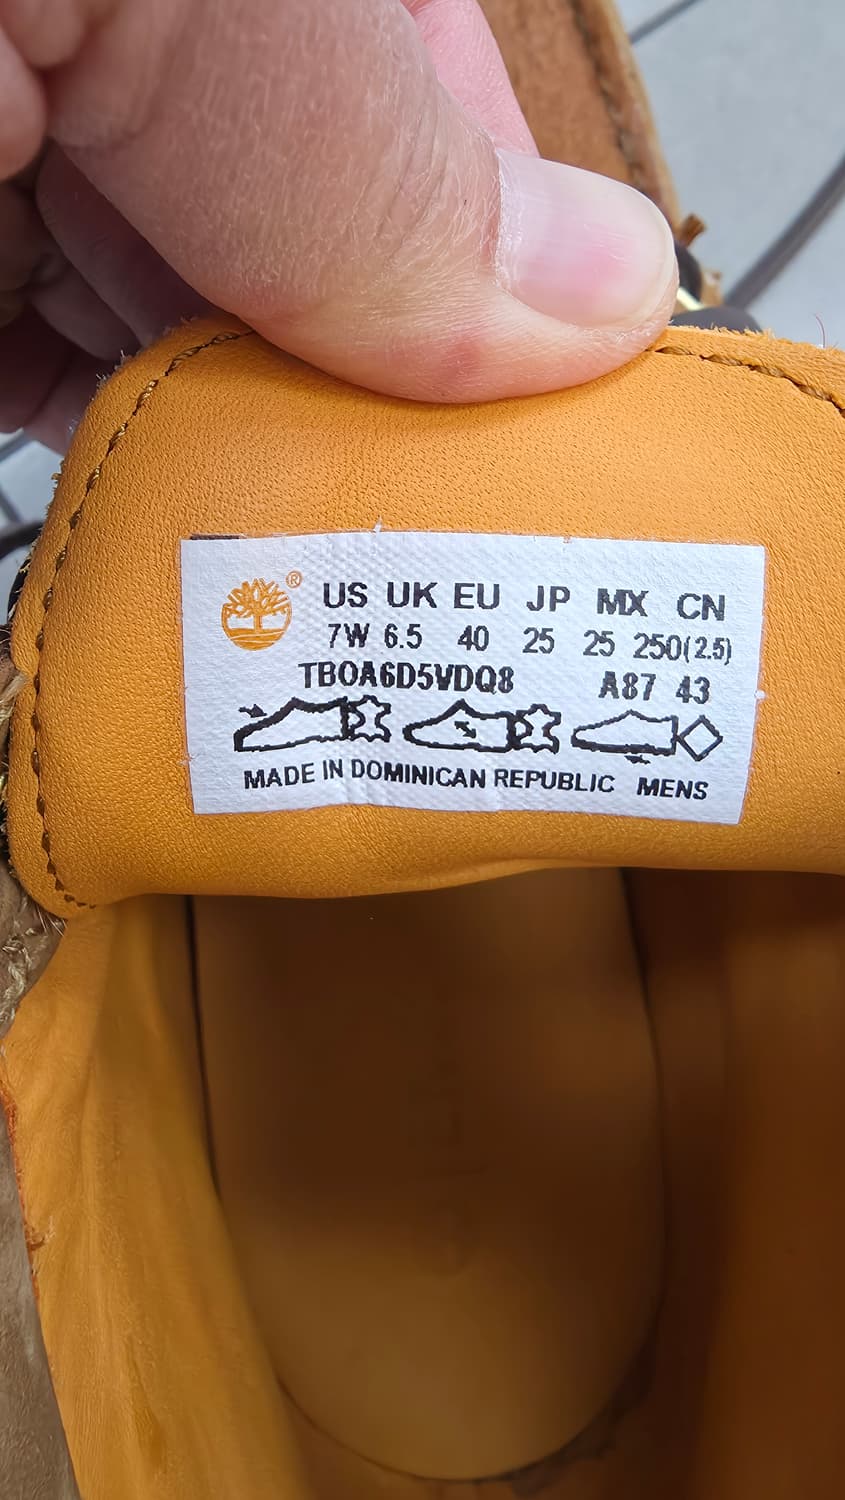 ® US UK EU JP MX CN
7W 6.5 40 25 25 250(2.5)
TBOA6D5VDQ8 A87 43
MADE IN DOMINICAN REPUBLIC MENS